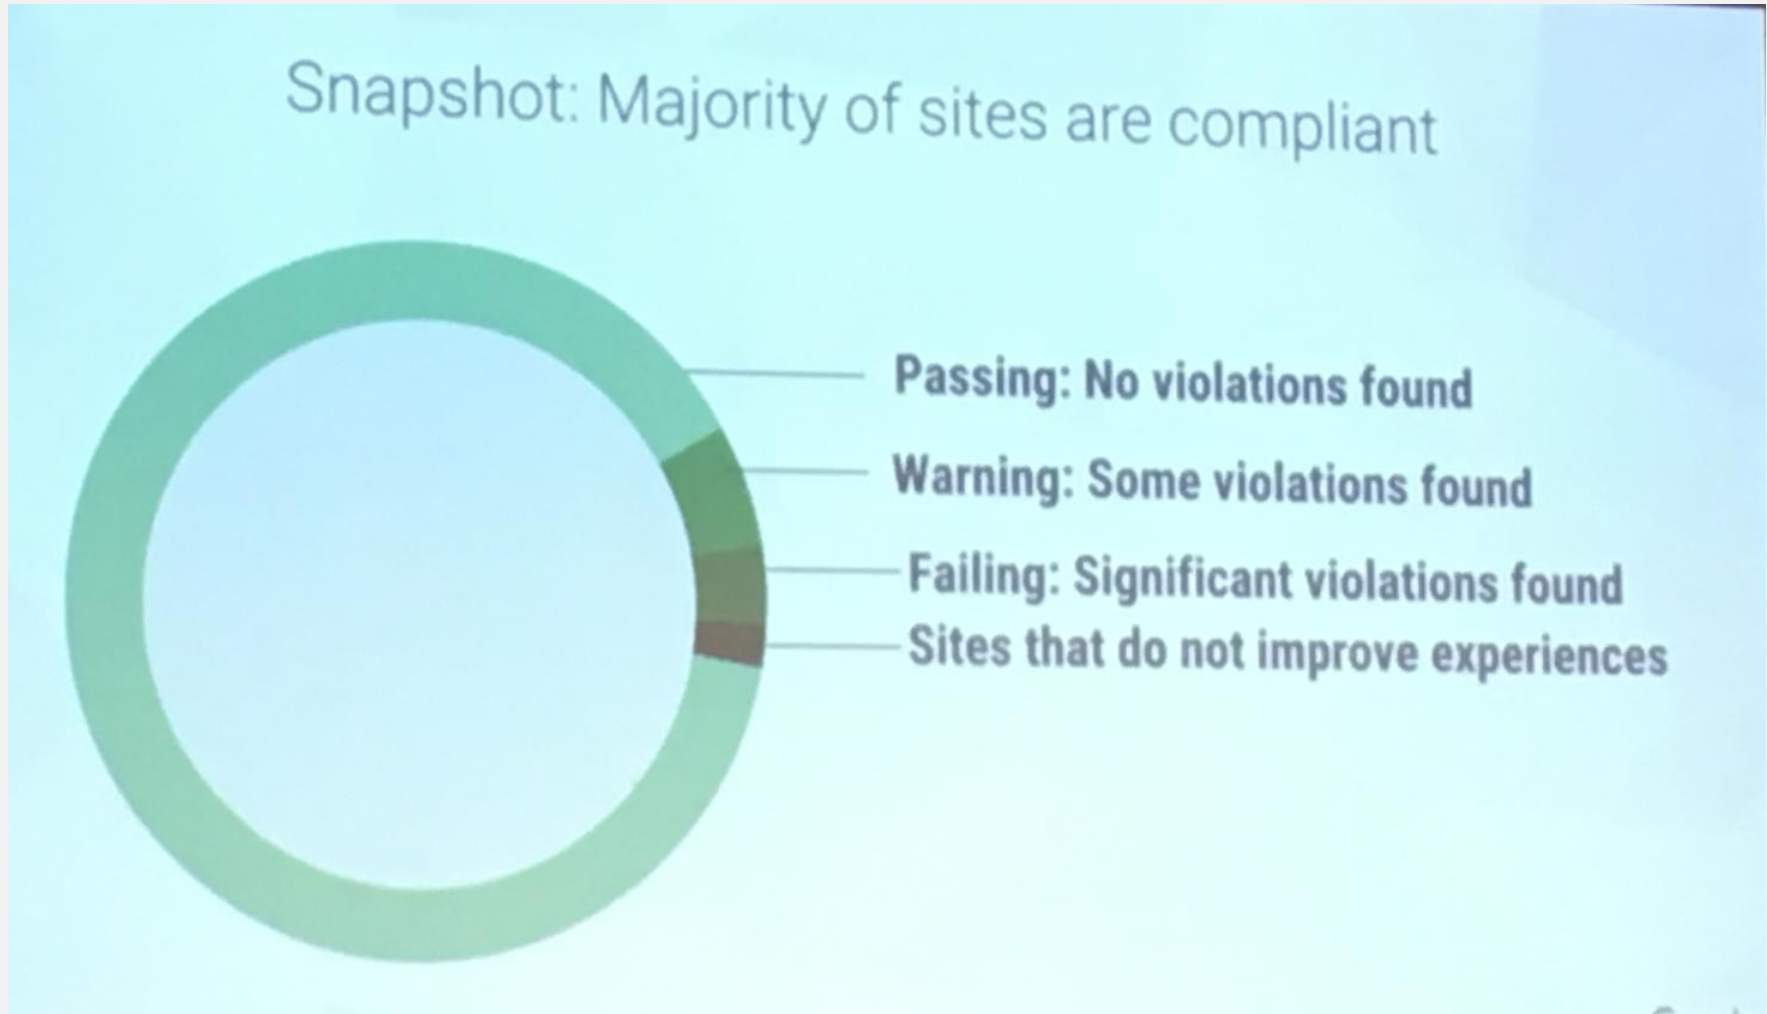 Snapshot: Majority of sites are compliant
Passing: No violations found
Warning: Some violations found
Failing: Significant violations found
Sites that do not improve experiences